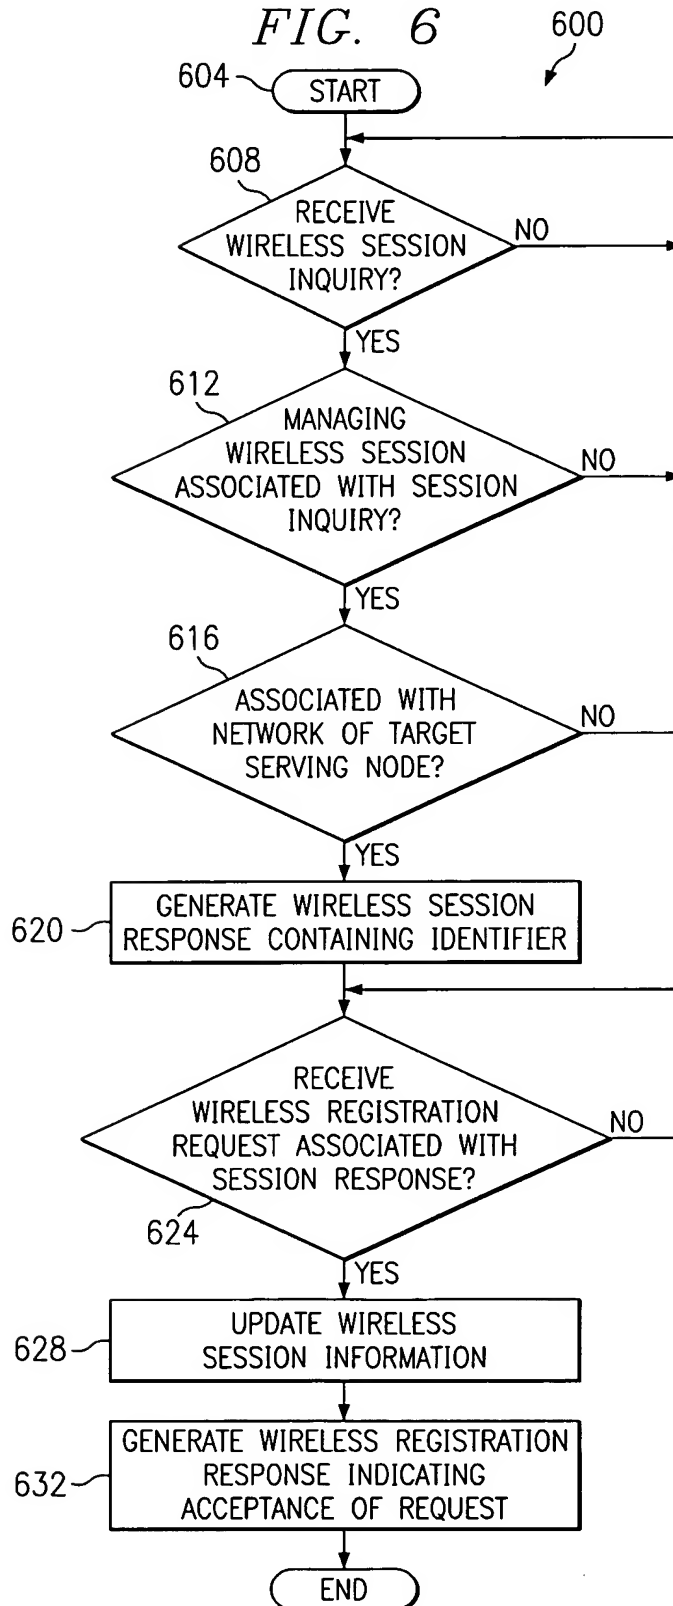 FIG. 6
600
604
START
608
RECEIVE
WIRELESS SESSION
INQUIRY?
NO
YES
612
MANAGING
WIRELESS SESSION
ASSOCIATED WITH SESSION
INQUIRY?
NO
YES
616
ASSOCIATED WITH
NETWORK OF TARGET
SERVING NODE?
NO
YES
620
GENERATE WIRELESS SESSION
RESPONSE CONTAINING IDENTIFIER
RECEIVE
WIRELESS REGISTRATION
REQUEST ASSOCIATED WITH
SESSION RESPONSE?
NO
624
YES
628
UPDATE WIRELESS
SESSION INFORMATION
632
GENERATE WIRELESS REGISTRATION
RESPONSE INDICATING
ACCEPTANCE OF REQUEST
END